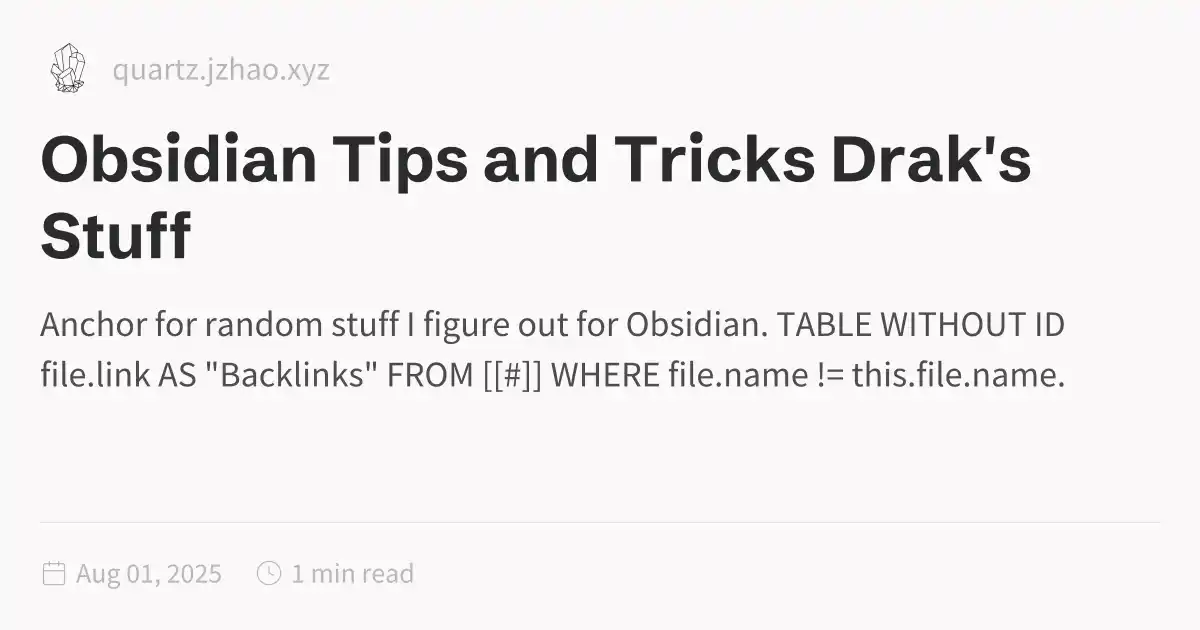 quartz.jzhao.xyz
Obsidian Tips and Tricks Drak's
Stuff
Anchor for random stuff I figure out for Obsidian. TABLE WITHOUT ID
file.link AS "Backlinks" FROM [[#]] WHERE file.name != this.file.name.
Aug 01, 2025 1 min read